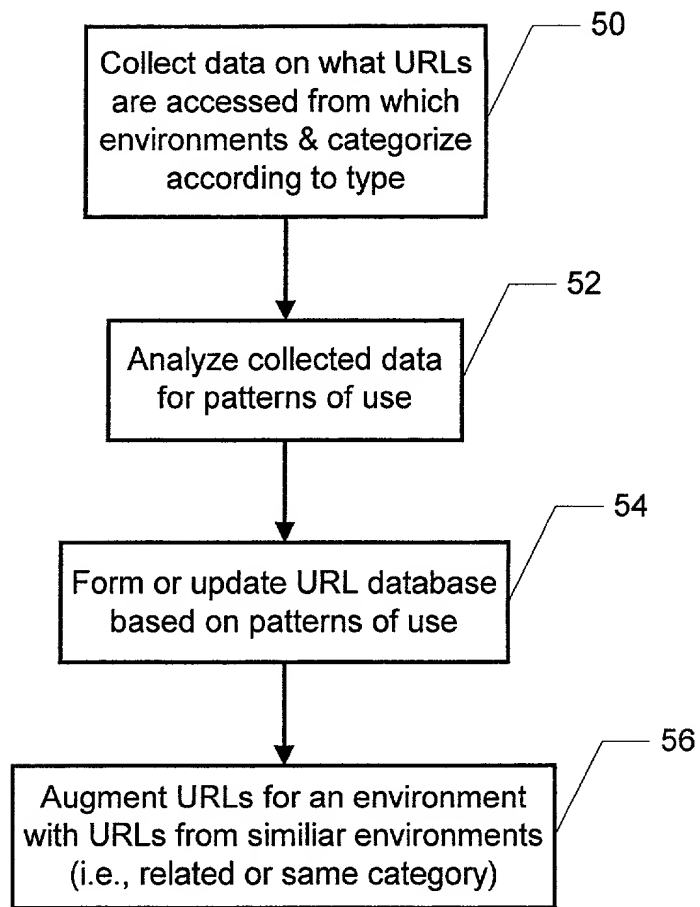 50
Collect data on what URLs
are accessed from which
environments & categorize
according to type
52
Analyze collected data
for patterns of use
54
Form or update URL database
based on patterns of use
56
Augment URLs for an environment
with URLs from similiar environments
(i.e., related or same category)